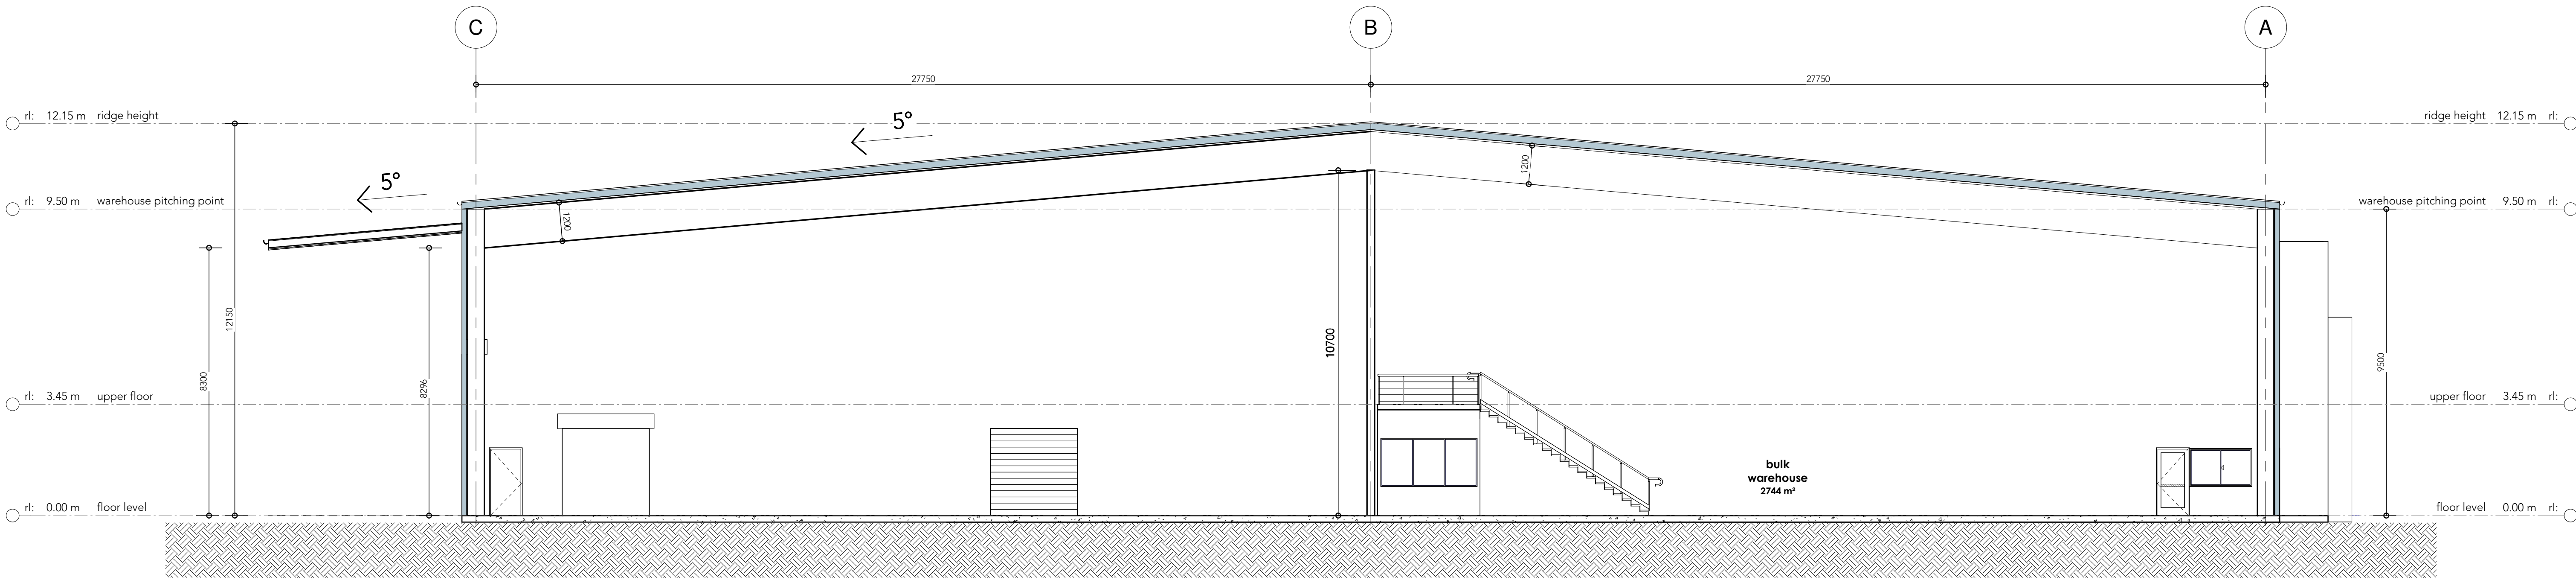 C
B
A
27750
27750
rl: 12.15 m ridge height
ridge height 12.15 m rl:
5°
5°
1200
1200
rl: 9.50 m warehouse pitching point
warehouse pitching point 9.50 m rl:
12150
8300
8296
10700
9500
rl: 3.45 m upper floor
upper floor 3.45 m rl:
bulk
warehouse
2744 m²
rl: 0.00 m floor level
floor level 0.00 m rl: